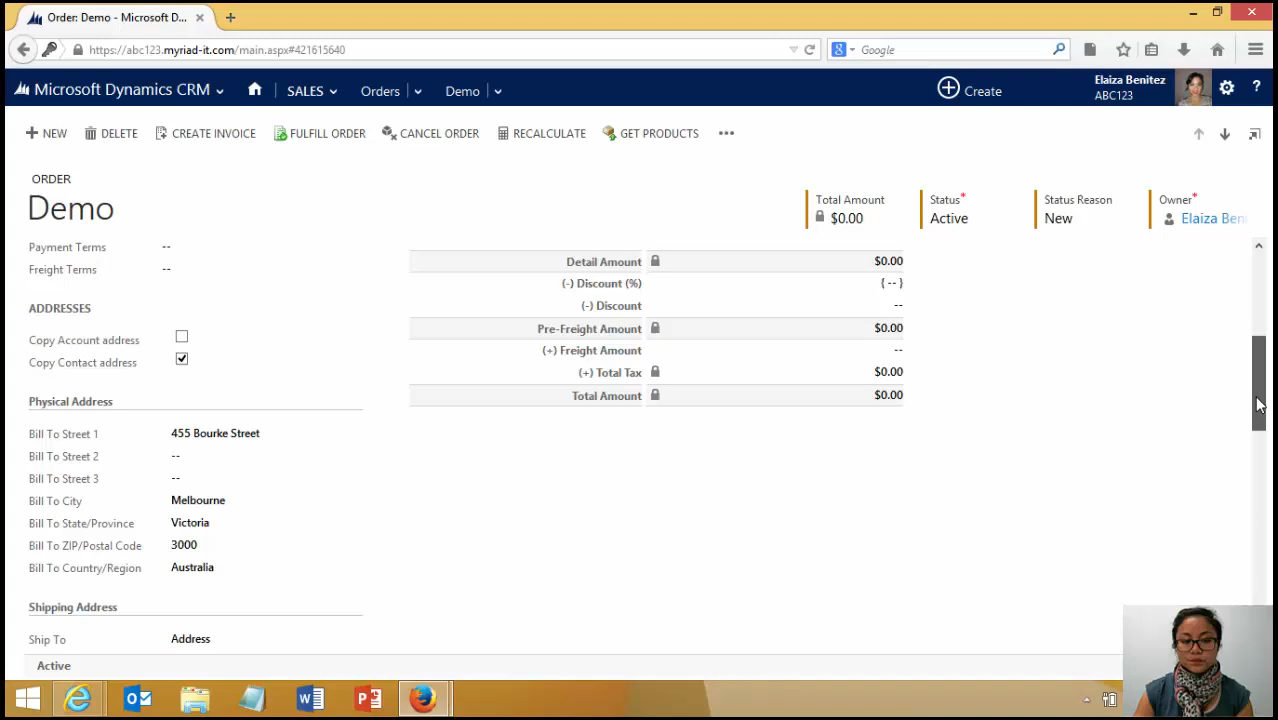 Order: Demo - Microsoft D...
https://abc123.myriad-it.com/main.aspx#421615640
Google
Microsoft Dynamics CRM
SALES
Orders
Demo
Create
Elaiza Benitez
ABC123
?
NEW
DELETE
CREATE INVOICE
FULFILL ORDER
CANCEL ORDER
RECALCULATE
GET PRODUCTS
•••
ORDER
Demo
Total Amount
$0.00
Status*
Active
Status Reason
New
Owner*
Elaiza Ben
Payment Terms --
Freight Terms --
ADDRESSES
Copy Account address
Copy Contact address
Physical Address
Bill To Street 1 455 Bourke Street
Bill To Street 2 --
Bill To Street 3 --
Bill To City Melbourne
Bill To State/Province Victoria
Bill To ZIP/Postal Code 3000
Bill To Country/Region Australia
Shipping Address
Ship To Address
Detail Amount $0.00
(-) Discount (%) { -- }
(-) Discount --
Pre-Freight Amount $0.00
(+) Freight Amount --
(+) Total Tax $0.00
Total Amount $0.00
Active